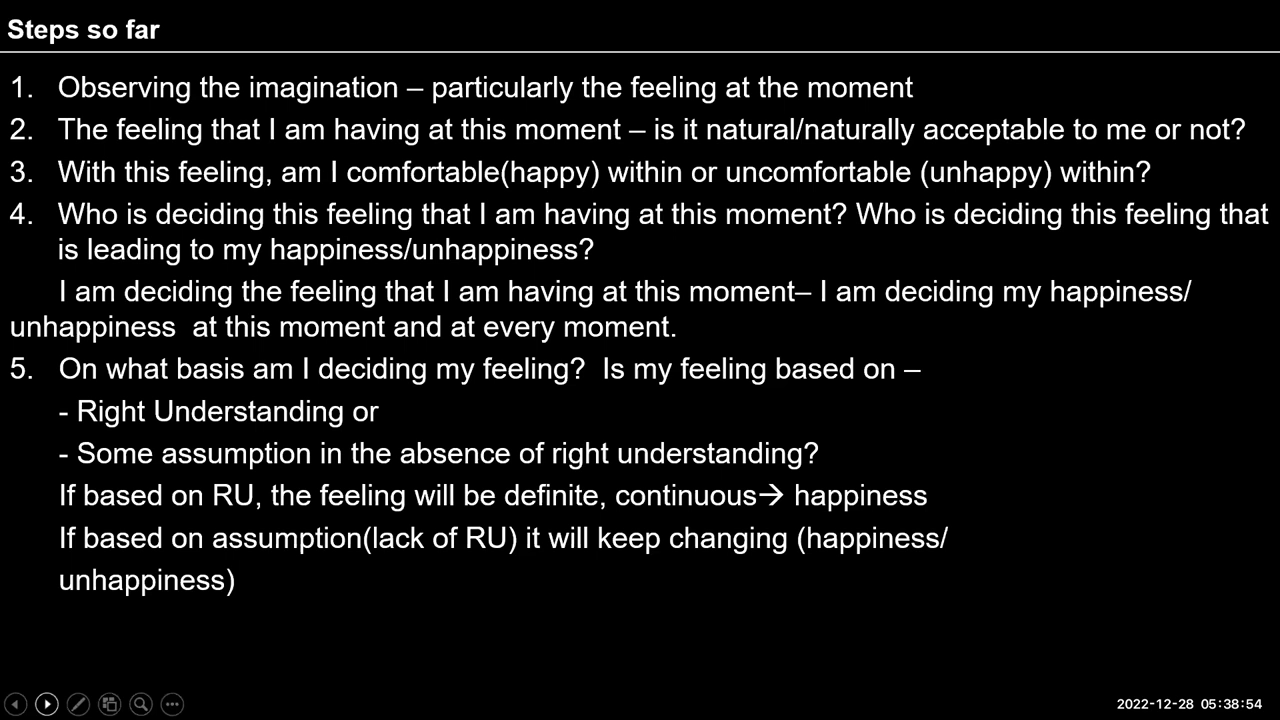 Steps so far
1. Observing the imagination – particularly the feeling at the moment
2. The feeling that I am having at this moment – is it natural/naturally acceptable to me or not?
3. With this feeling, am I comfortable(happy) within or uncomfortable (unhappy) within?
4. Who is deciding this feeling that I am having at this moment? Who is deciding this feeling that
is leading to my happiness/unhappiness?
I am deciding the feeling that I am having at this moment– I am deciding my happiness/
unhappiness  at this moment and at every moment.
5. On what basis am I deciding my feeling?  Is my feeling based on –
- Right Understanding or
- Some assumption in the absence of right understanding?
If based on RU, the feeling will be definite, continuous→ happiness
If based on assumption(lack of RU) it will keep changing (happiness/
unhappiness)
2022-12-28 05:38:54